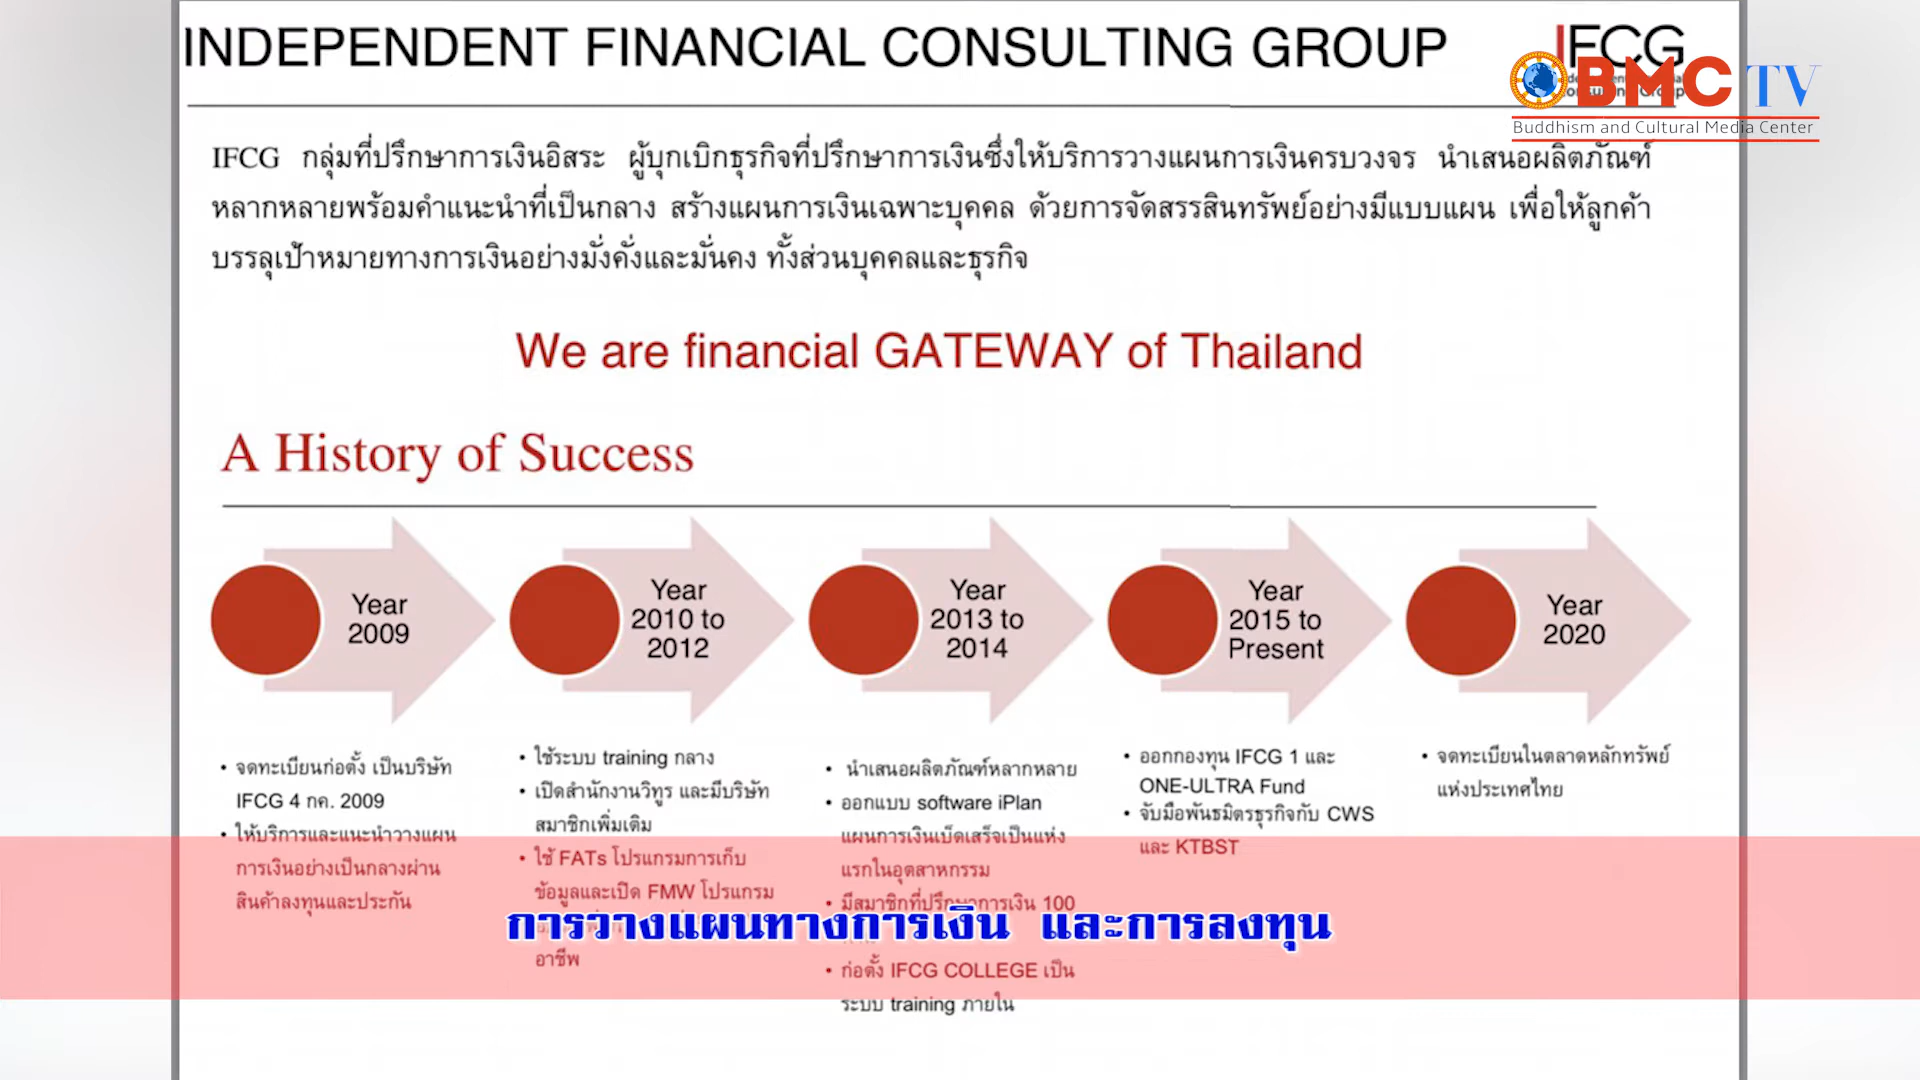 INDEPENDENT FINANCIAL CONSULTING GROUP
IFCG
BMC TV
Buddhism and Cultural Media Center
IFCG กลุ่มที่ปรึกษาการเงินอิสระ ผู้บุกเบิกธุรกิจที่ปรึกษาการเงินซึ่งให้บริการวางแผนการเงินครบวงจร นำเสนอผลิตภัณฑ์
หลากหลายพร้อมคำแนะนำที่เป็นกลาง สร้างแผนการเงินเฉพาะบุคคล ด้วยการจัดสรรสินทรัพย์อย่างมีแบบแผน เพื่อให้ลูกค้า
บรรลุเป้าหมายทางการเงินอย่างมั่งคั่งและมั่นคง ทั้งส่วนบุคคลและธุรกิจ
We are financial GATEWAY of Thailand
A History of Success
Year
2009
• จดทะเบียนก่อตั้ง เป็นบริษัท
IFCG 4 กค. 2009
• ให้บริการและแนะนำวางแผน
การเงินอย่างเป็นกลางผ่าน
สินค้าลงทุนและประกัน
Year
2010 to
2012
• ใช้ระบบ training กลาง
• เปิดสำนักงานวิทูร และมีบริษัท
สมาชิกเพิ่มเติม
• ใช้ FATs โปรแกรมการเก็บ
ข้อมูลและเปิด FMW โปรแกรม
อาชีพ
Year
2013 to
2014
• นำเสนอผลิตภัณฑ์หลากหลาย
• ออกแบบ software iPlan
แผนการเงินเบ็ดเสร็จเป็นแห่ง
แรกในอุตสาหกรรม
• มีสมาชิกที่ปรึกษาการเงิน 100
• ก่อตั้ง IFCG COLLEGE เป็น
ระบบ training ภายใน
Year
2015 to
Present
• ออกกองทุน IFCG 1 และ
ONE-ULTRA Fund
• จับมือพันธมิตรธุรกิจกับ CWS
และ KTBST
Year
2020
• จดทะเบียนในตลาดหลักทรัพย์
แห่งประเทศไทย
การวางแผนทางการเงิน และการลงทุน